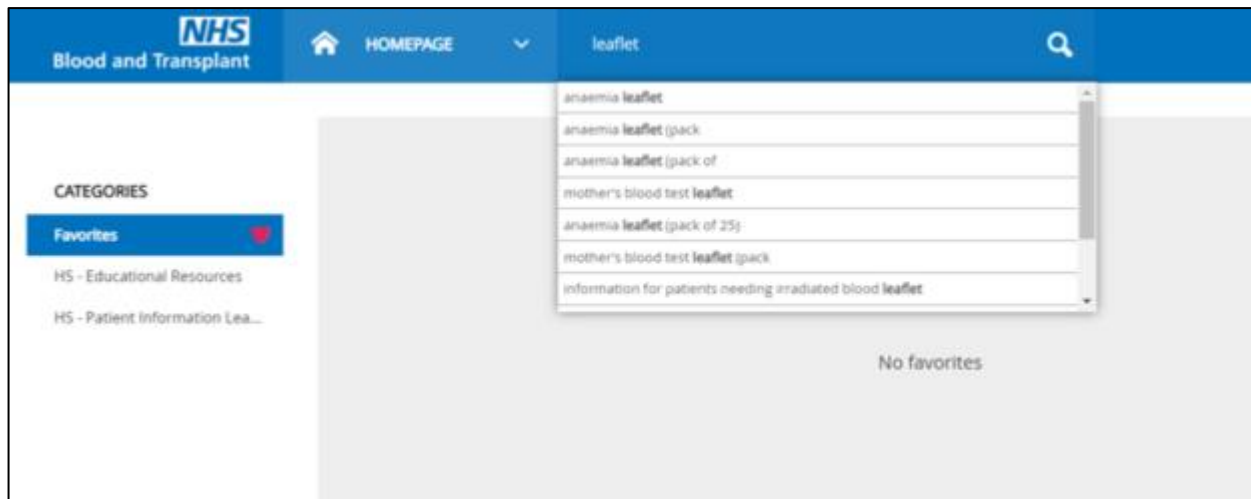 NHS
Blood and Transplant
HOMEPAGE
leaflet
anaemia leaflet
anaemia leaflet (pack
anaemia leaflet (pack of
mother's blood test leaflet
anaemia leaflet (pack of 25)
mother's blood test leaflet (pack
information for patients needing irradiated blood leaflet
CATEGORIES
Favorites
HS - Educational Resources
HS - Patient Information Lea...
No favorites